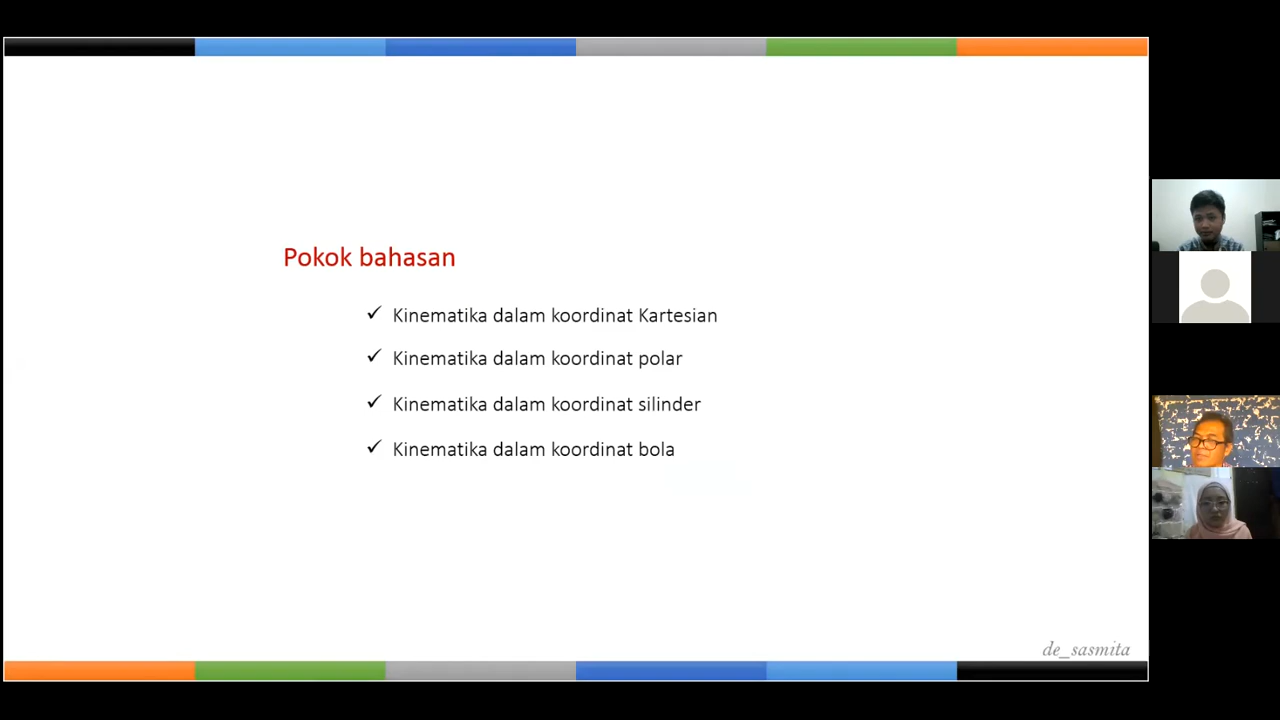 Pokok bahasan
✓ Kinematika dalam koordinat Kartesian
✓ Kinematika dalam koordinat polar
✓ Kinematika dalam koordinat silinder
✓ Kinematika dalam koordinat bola
de_sasmita